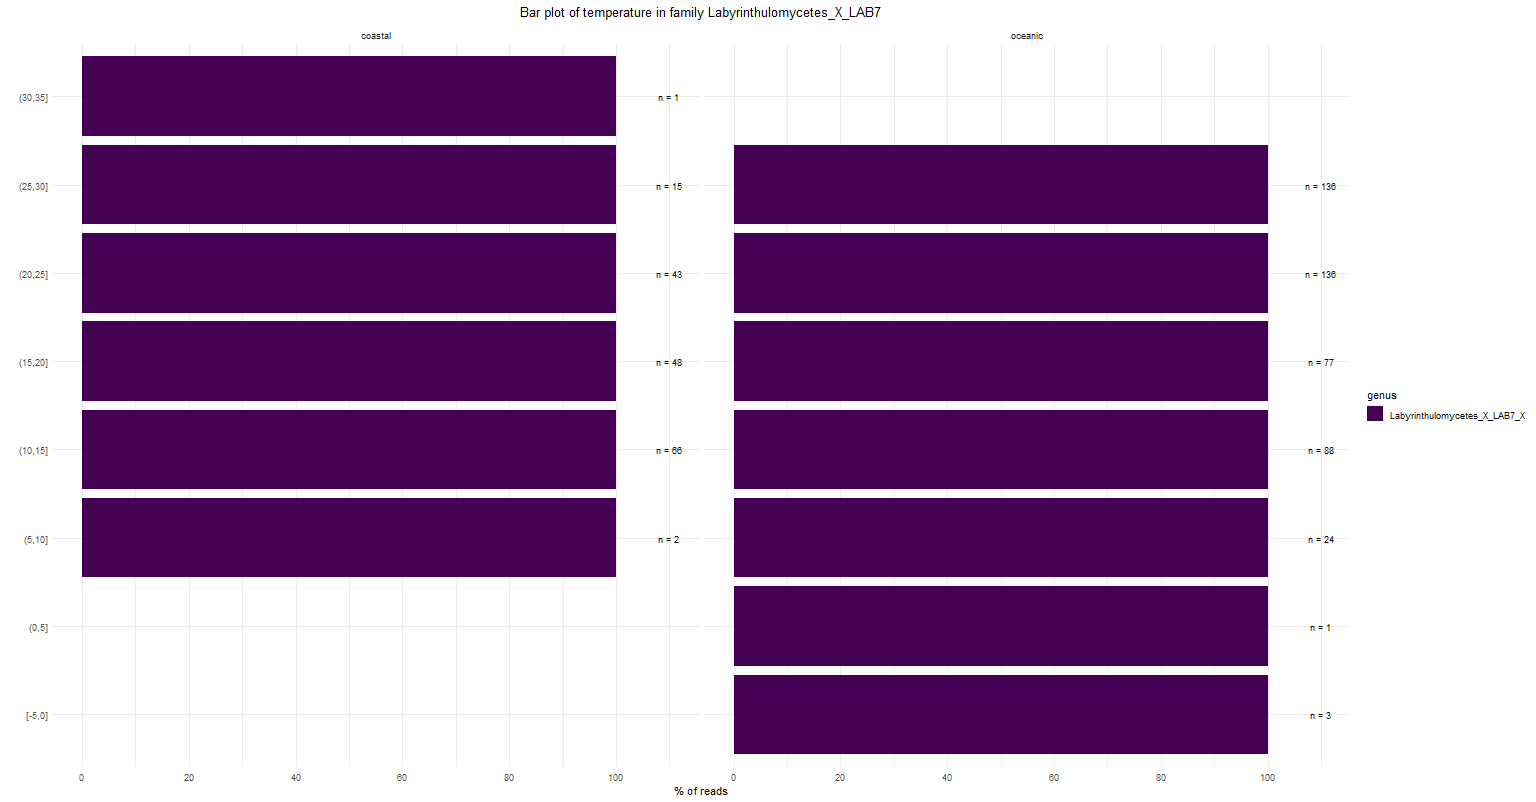 Bar plot of temperature in family Labyrinthulomycetes_X_LAB7
coastal
oceanic
(30,35]
n = 1
(25,30]
n = 15
n = 136
(20,25]
n = 43
n = 136
(15,20]
n = 48
n = 77
(10,15]
n = 66
n = 88
(5,10]
n = 2
n = 24
(0,5]
n = 1
[-5,0]
n = 3
0 20 40 60 80 100
0 20 40 60 80 100
% of reads
genus
Labyrinthulomycetes_X_LAB7_X